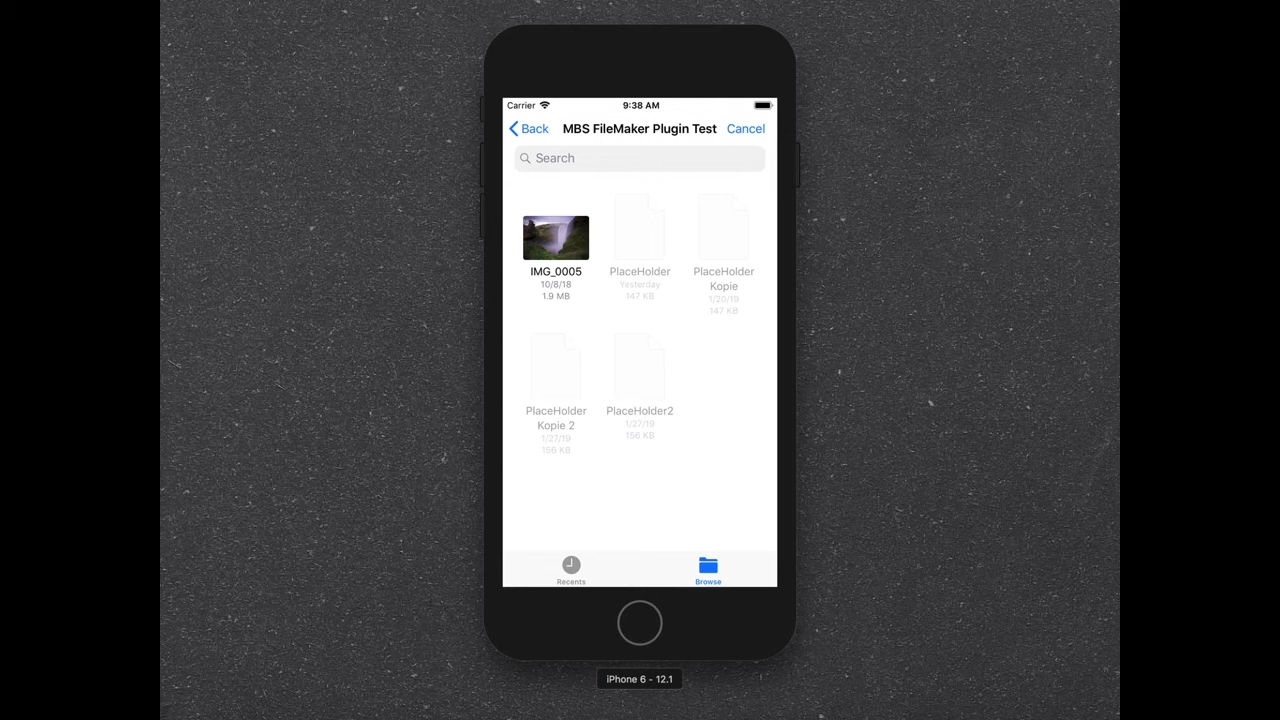 Carrier 9:38 AM
Back MBS FileMaker Plugin Test Cancel
Search
IMG_0005
10/8/18
1.9 MB
PlaceHolder
Yesterday
147 KB
PlaceHolder
Kopie
1/20/19
147 KB
PlaceHolder
Kopie 2
1/27/19
156 KB
PlaceHolder2
1/27/19
156 KB
Recents
Browse
iPhone 6 - 12.1